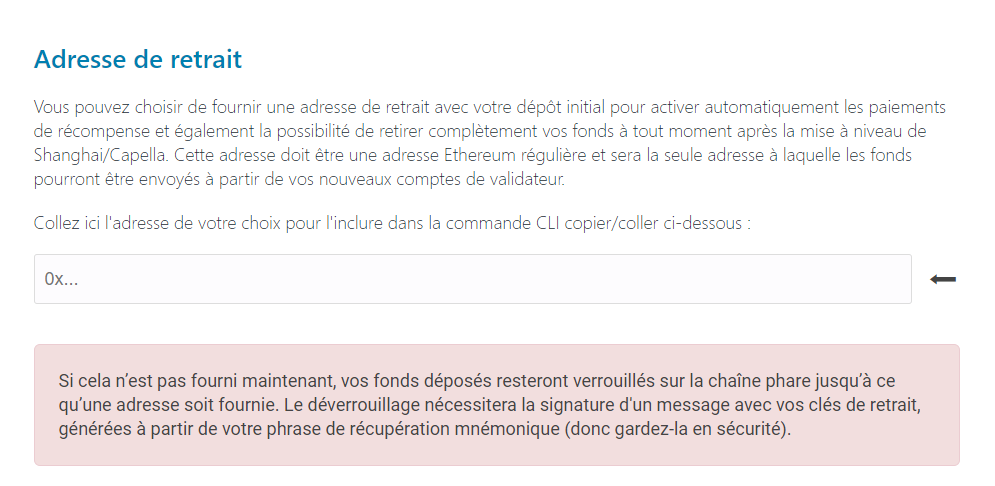 Adresse de retrait
Vous pouvez choisir de fournir une adresse de retrait avec votre dépôt initial pour activer automatiquement les paiements
de récompense et également la possibilité de retirer complètement vos fonds à tout moment après la mise à niveau de
Shanghai/Capella. Cette adresse doit être une adresse Ethereum régulière et sera la seule adresse à laquelle les fonds
pourront être envoyés à partir de vos nouveaux comptes de validateur.
Collez ici l'adresse de votre choix pour l'inclure dans la commande CLI copier/coller ci-dessous :
0x...
Si cela n’est pas fourni maintenant, vos fonds déposés resteront verrouillés sur la chaîne phare jusqu’à ce
qu’une adresse soit fournie. Le déverrouillage nécessitera la signature d'un message avec vos clés de retrait,
générées à partir de votre phrase de récupération mnémonique (donc gardez-la en sécurité).